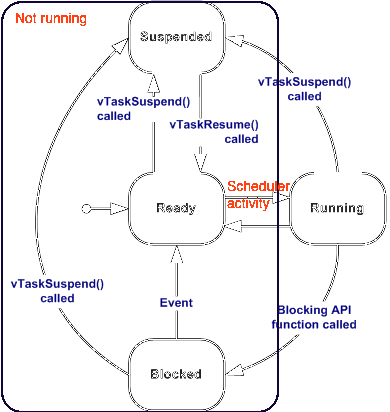 Not running
Suspended
vTaskSuspend()
called
vTaskSuspend()
called
vTaskResume()
called
Scheduler
activity
Ready
Running
vTaskSuspend()
called
Event
Blocking API
function called
Blocked